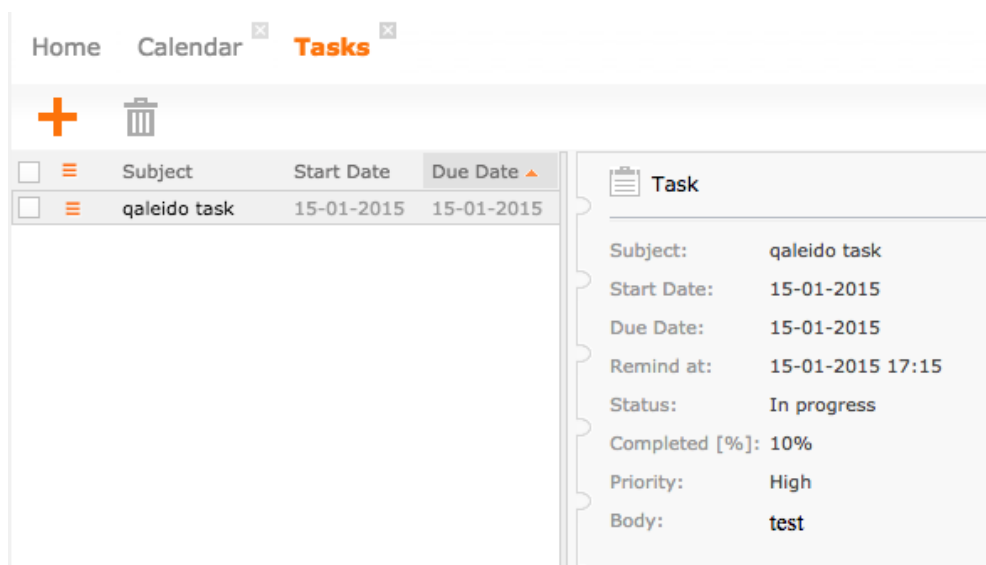 Home Calendar Tasks
Subject Start Date Due Date
qaleido task 15-01-2015 15-01-2015
Task
Subject: qaleido task
Start Date: 15-01-2015
Due Date: 15-01-2015
Remind at: 15-01-2015 17:15
Status: In progress
Completed [%]: 10%
Priority: High
Body: test